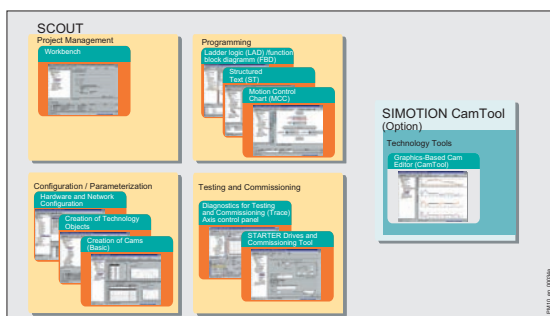 SCOUT
Project Management
Workbench
Programming
Ladder logic (LAD) /function
block diagramm (FBD)
Structured
Text (ST)
Motion Control
Chart (MCC)
SIMOTION CamTool
(Option)
Technology Tools
Graphics-Based Cam
Editor (CamTool)
Configuration / Parameterization
Hardware and Network
Configuration
Creation of Technology
Objects
Creation of Cams
(Basic)
Testing and Commissioning
Diagnostics for Testing
and Commissioning (Trace)
Axis control panel
STARTER Drives and
Commissioning Tool